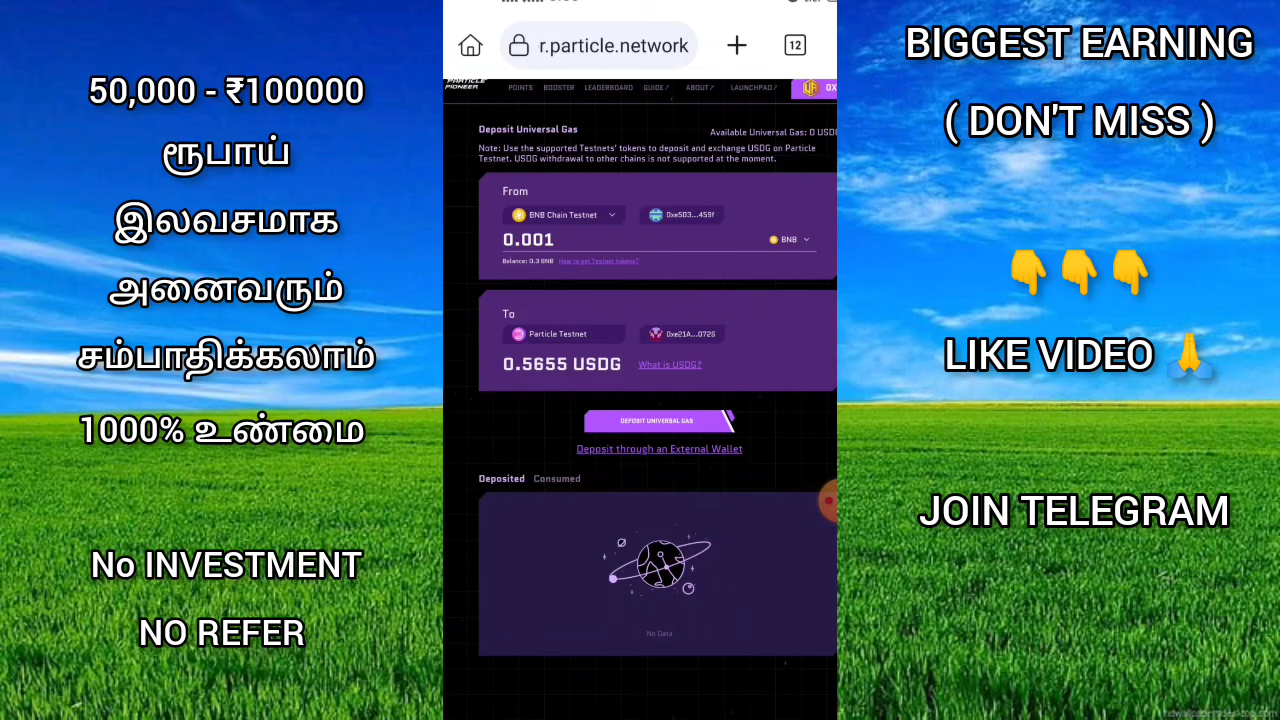 50,000 - ₹100000
ரூபாய்
இலவசமாக
அனைவரும்
சம்பாதிக்கலாம்
1000% உண்மை
No INVESTMENT
NO REFER
r.particle.network
12
PARTICLE
PIONEER
POINTS BOOSTER LEADERBOARD GUIDE↗ ABOUT↗ LAUNCHPAD↗ 0X
Deposit Universal Gas
Available Universal Gas: 0 USDG
Note: Use the supported Testnets' tokens to deposit and exchange USDG on Particle
Testnet. USDG withdrawal to other chains is not supported at the moment.
From
BNB Chain Testnet 0xe503...459f
0.001 BNB
Balance: 0.3 BNB How to get Testnet tokens?
To
Particle Testnet 0xe21A...0726
0.5655 USDG What is USDG?
DEPOSIT UNIVERSAL GAS
Deposit through an External Wallet
Deposited Consumed
No Data
BIGGEST EARNING
( DON'T MISS )
👇👇👇
LIKE VIDEO 🙏
JOIN TELEGRAM